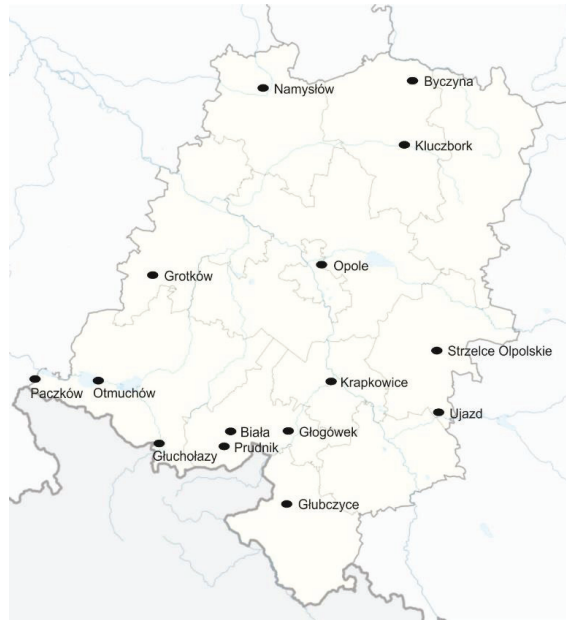 Namysłów
Byczyna
Kluczbork
Opole
Grotków
Strzelce Olpolskie
Paczków
Otmuchów
Krapkowice
Ujazd
Biała
Głogówek
Prudnik
Głuchołazy
Głubczyce